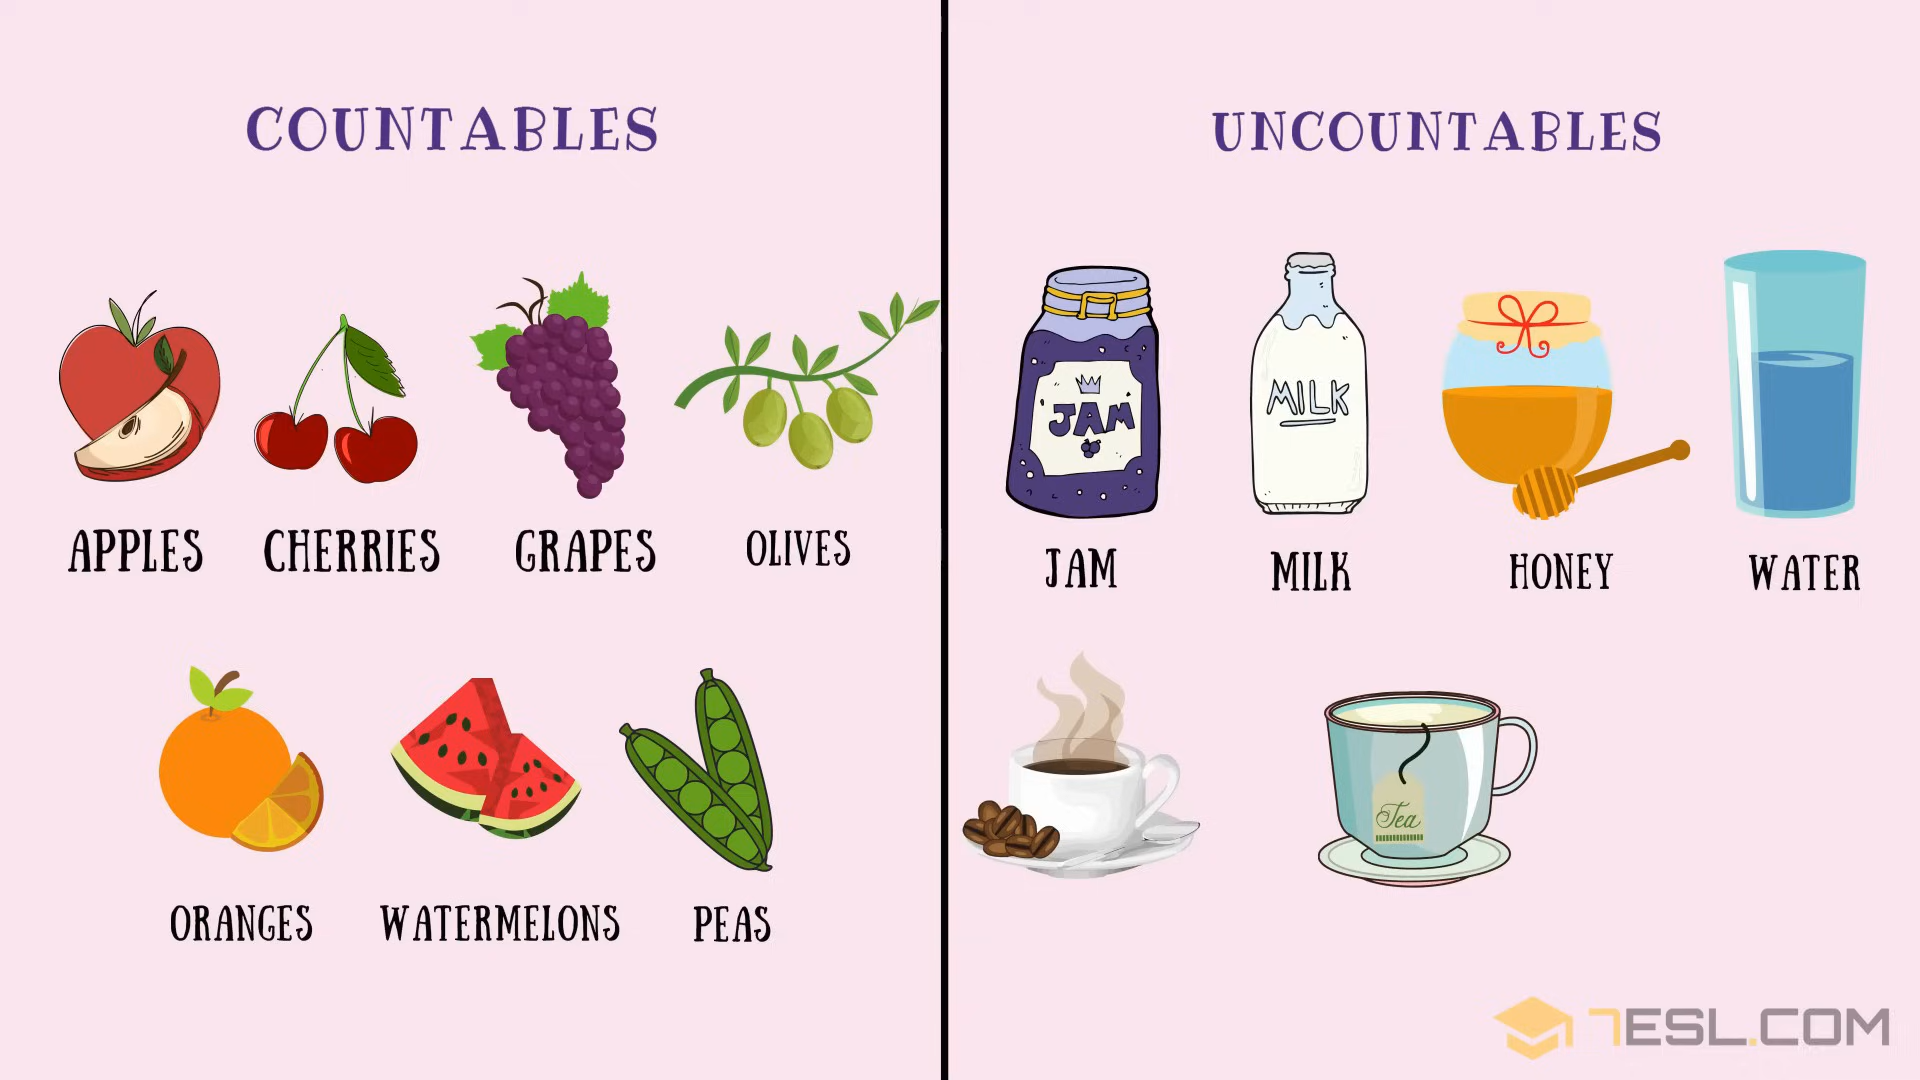 COUNTABLES
APPLES
CHERRIES
GRAPES
OLIVES
ORANGES
WATERMELONS
PEAS
UNCOUNTABLES
JAM
MILK
JAM
MILK
HONEY
WATER
Tea
7ESL.COM